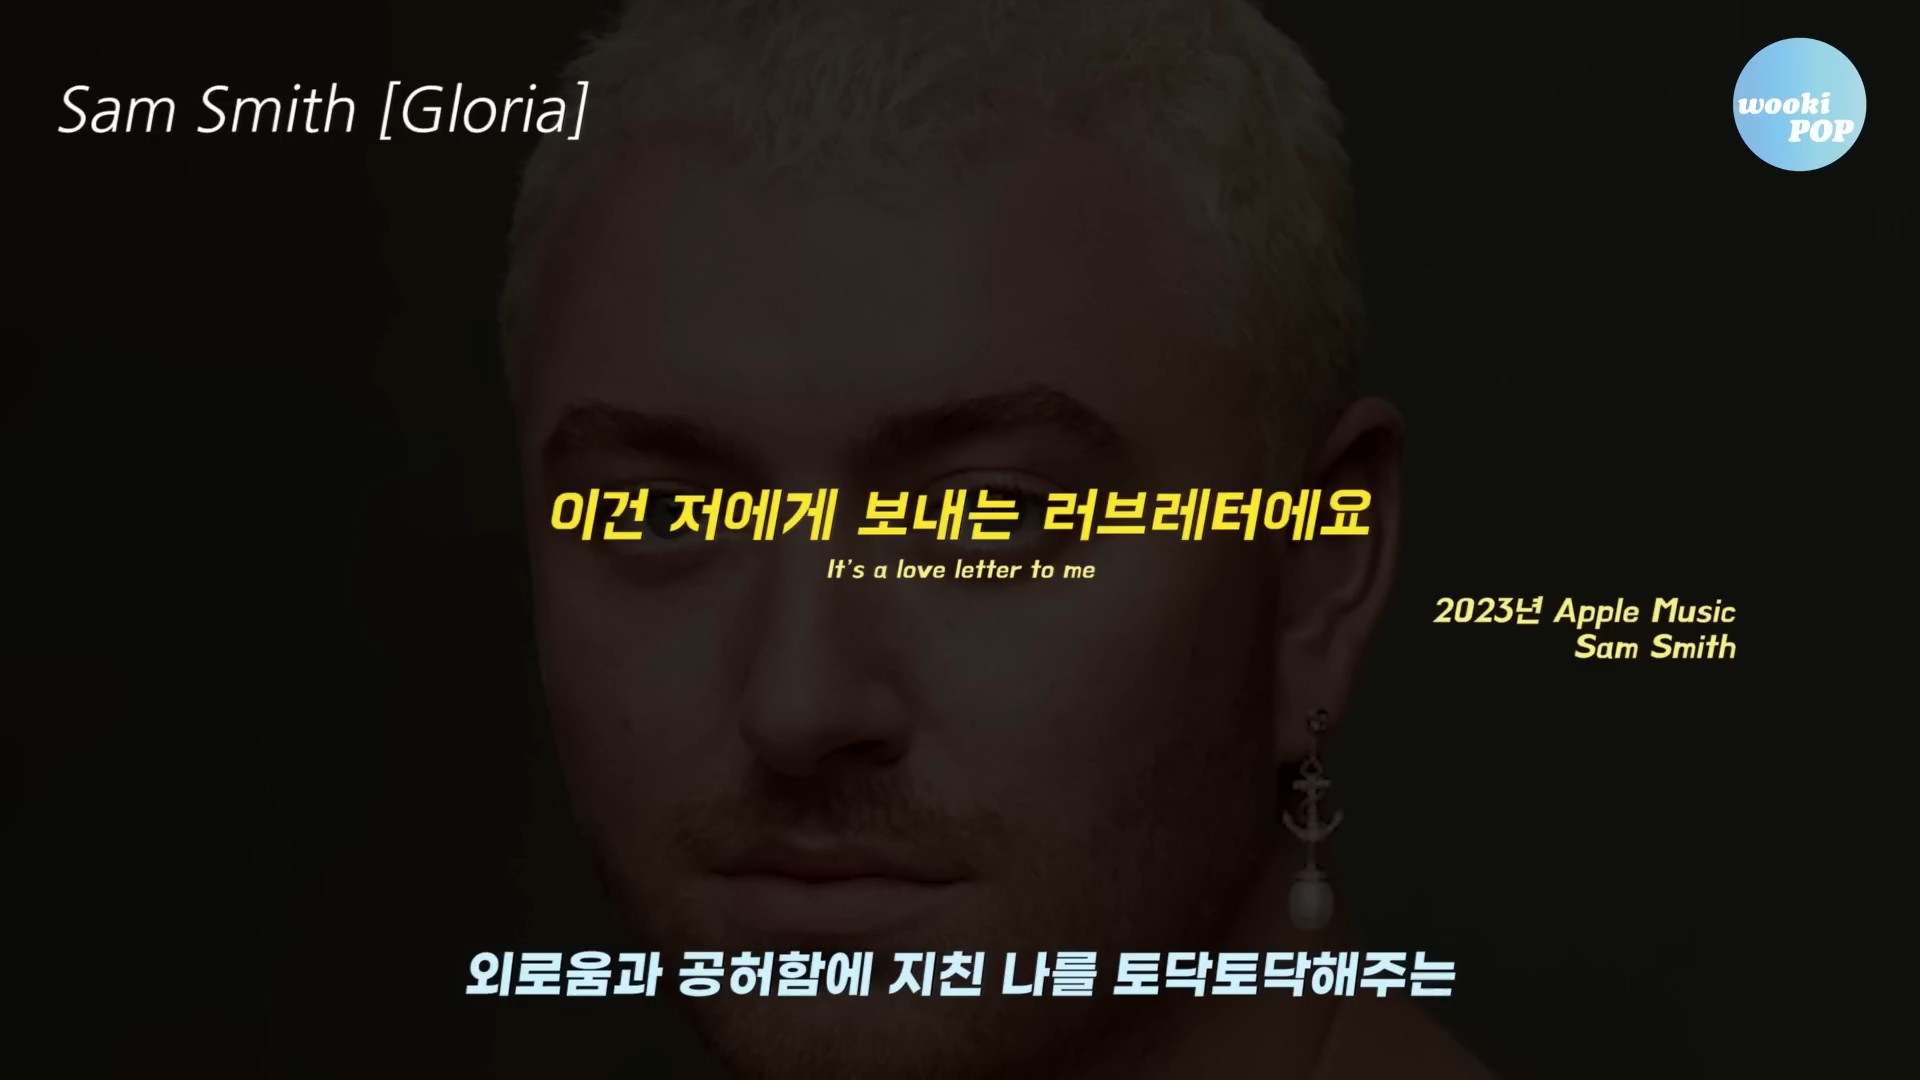 Sam Smith [Gloria]
wooki
POP
이건 저에게 보내는 러브레터에요
It's a love letter to me
2023년 Apple Music
Sam Smith
외로움과 공허함에 지친 나를 토닥토닥해주는